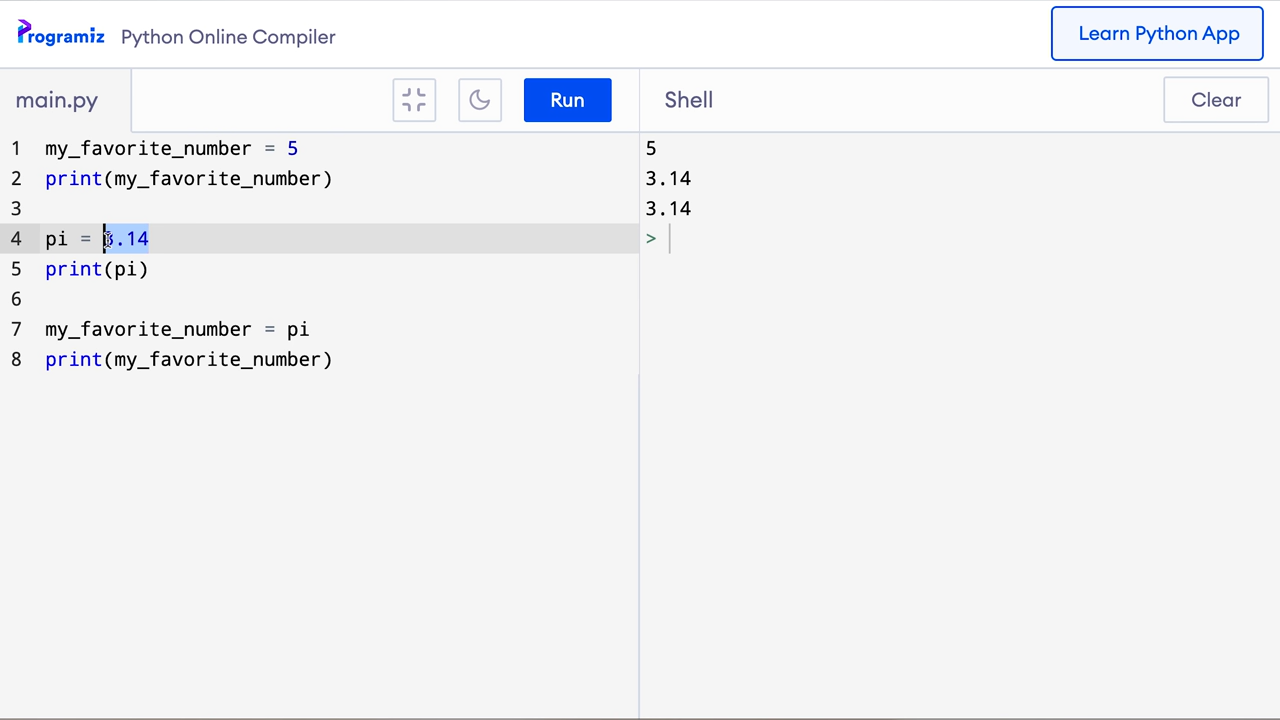 Programiz Python Online Compiler Learn Python App
main.py Run Shell Clear
1 my_favorite_number = 5
2 print(my_favorite_number)
3
4 pi = 3.14
5 print(pi)
6
7 my_favorite_number = pi
8 print(my_favorite_number)
5
3.14
3.14
>